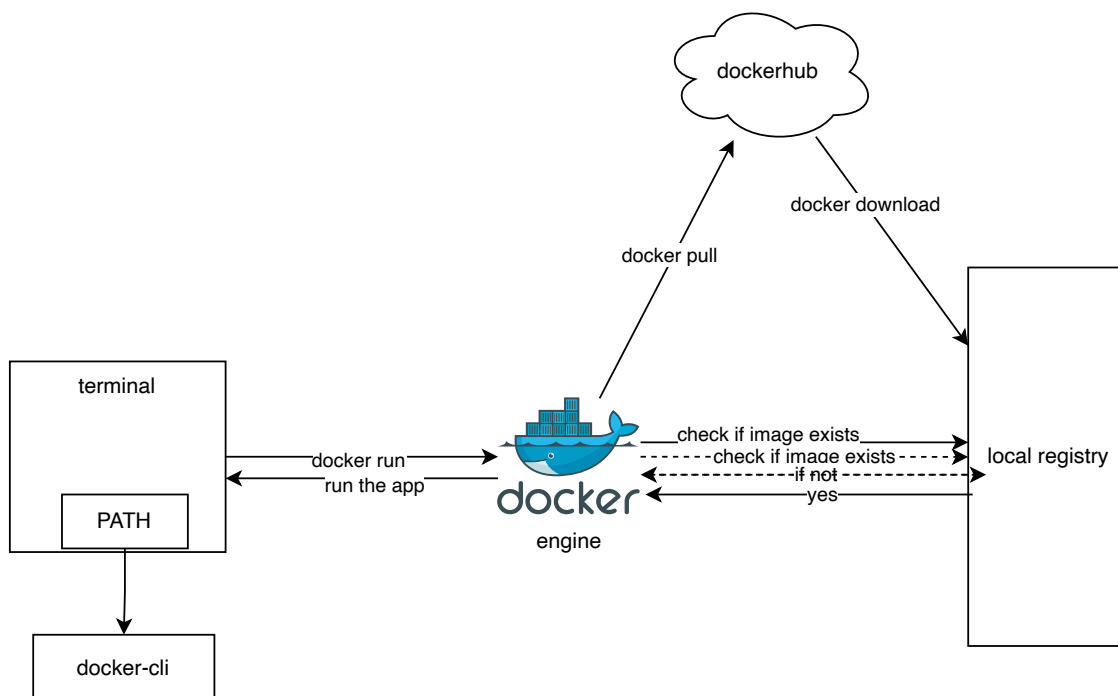 dockerhub
docker download
docker pull
terminal
docker run
run the app
PATH
docker-cli
docker
engine
check if image exists
check if image exists
if not
yes
local registry